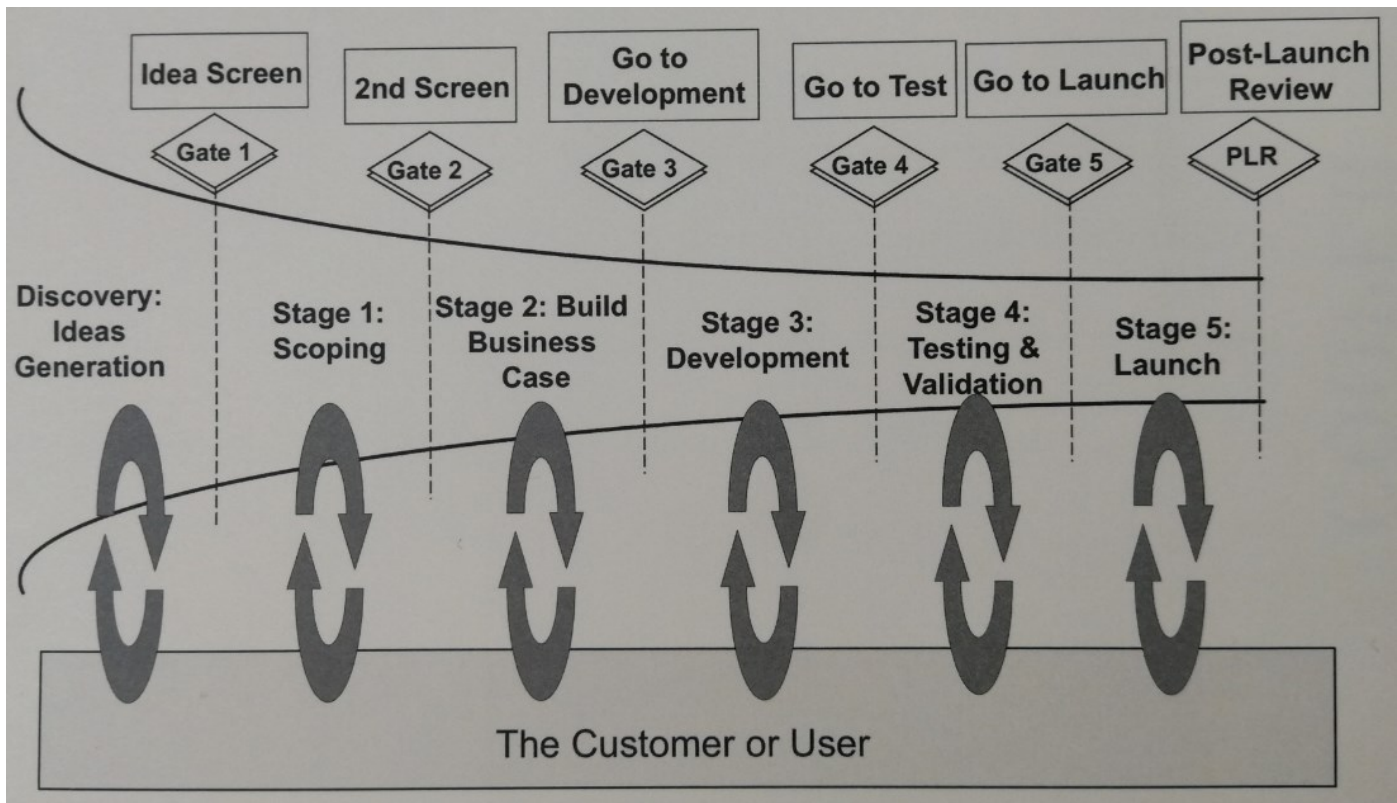 Idea Screen
2nd Screen
Go to
Development
Go to Test
Go to Launch
Post-Launch
Review
Gate 1
Gate 2
Gate 3
Gate 4
Gate 5
PLR
Discovery:
Ideas
Generation
Stage 1:
Scoping
Stage 2: Build
Business
Case
Stage 3:
Development
Stage 4:
Testing &
Validation
Stage 5:
Launch
The Customer or User